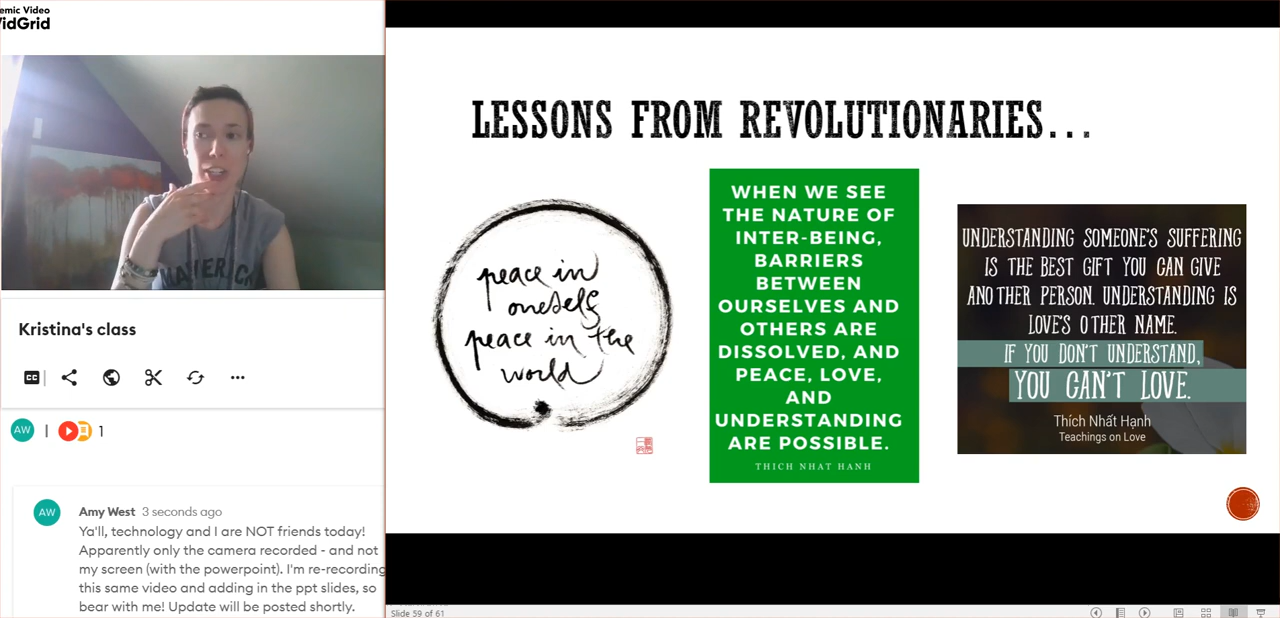 emic Video
VidGrid
MAVERICK
Kristina's class
CC
AW
1
AW
Amy West 3 seconds ago
Ya'll, technology and I are NOT friends today!
Apparently only the camera recorded - and not
my screen (with the powerpoint). I'm re-recording
this same video and adding in the ppt slides, so
bear with me! Update will be posted shortly.
LESSONS FROM REVOLUTIONARIES...
peace in
oneself
peace in the
world
WHEN WE SEE
THE NATURE OF
INTER-BEING,
BARRIERS
BETWEEN
OURSELVES AND
OTHERS ARE
DISSOLVED, AND
PEACE, LOVE,
AND
UNDERSTANDING
ARE POSSIBLE.
THICH NHAT HANH
UNDERSTANDING SOMEONE'S SUFFERING
IS THE BEST GIFT YOU CAN GIVE
ANOTHER PERSON. UNDERSTANDING IS
LOVE'S OTHER NAME.
IF YOU DON'T UNDERSTAND,
YOU CAN'T LOVE.
Thích Nhất Hạnh
Teachings on Love
Slide 59 of 61